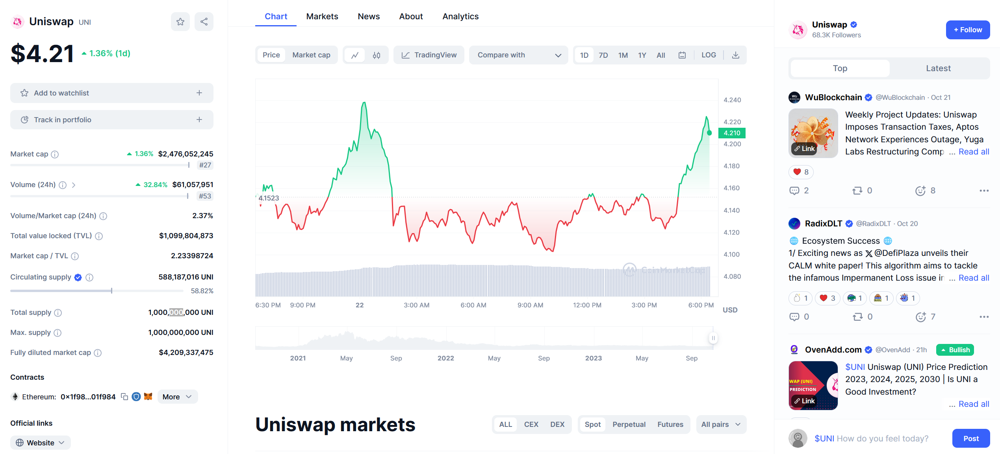 Uniswap UNI
$4.21 1.36% (1d)
Add to watchlist
Track in portfolio
Market cap 1.36% $2,476,052,245
#27
Volume (24h) 32.84% $61,057,951
#53
Volume/Market cap (24h) 2.37%
Total value locked (TVL) $1,099,804,873
Market cap / TVL 2.23398724
Circulating supply 588,187,016 UNI
58.82%
Total supply 1,000,000,000 UNI
Max. supply 1,000,000,000 UNI
Fully diluted market cap $4,209,337,475
Contracts
Ethereum: 0x1f98...01f984 More
Official links
Website
Chart Markets News About Analytics
Price Market cap TradingView Compare with 1D 7D 1M 1Y All LOG
4.240
4.220
4.210
4.200
4.180
4.160
4.1523
4.140
4.120
4.100
4.080
CoinMarketCap
6:30 PM 9:00 PM 22 3:00 AM 6:00 AM 9:00 AM 12:00 PM 3:00 PM 6:00 PM
USD
2021 May Sep 2022 May Sep 2023 May Sep
Uniswap markets
ALL CEX DEX Spot Perpetual Futures All pairs
Uniswap
68.3K Followers
+ Follow
Top Latest
WU
WuBlockchain @WuBlockchain · Oct 21
Link
Weekly Project Updates: Uniswap
Imposes Transaction Taxes, Aptos
Network Experiences Outage, Yuga
Labs Restructuring Comp ... Read all
8
2 0 8
RadixDLT @RadixDLT · Oct 20
Ecosystem Success
1/ Exciting news as X @DefiPlaza unveils their
CALM white paper! This algorithm aims to tackle
the infamous Impermanent Loss issue in ... Read all
1 3 1 1 1
0 0 7
OvenAdd.com @OvenAdd · 21h Bullish
WAP (UNI)
PREDICTION
Link
$UNI Uniswap (UNI) Price Prediction
2023, 2024, 2025, 2030 | Is UNI a
Good Investment?
... Read all
$UNI How do you feel today?
Post